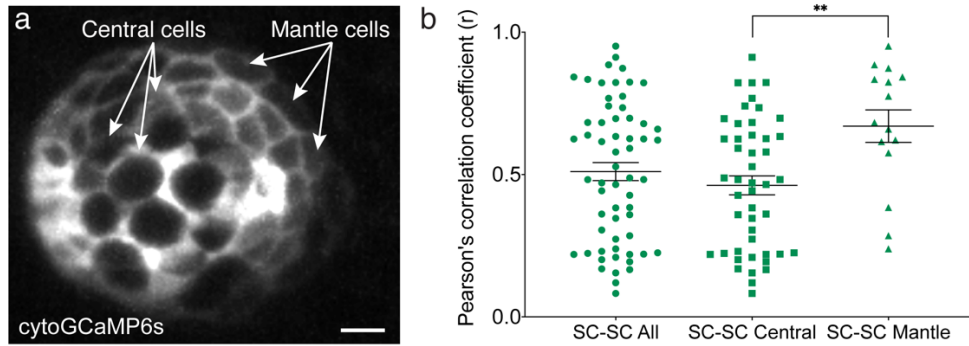 a
Central cells
Mantle cells
cytoGCaMP6s
b
**
Pearson's correlation coefficient (r)
1.0
0.5
0.0
SC-SC All
SC-SC Central
SC-SC Mantle